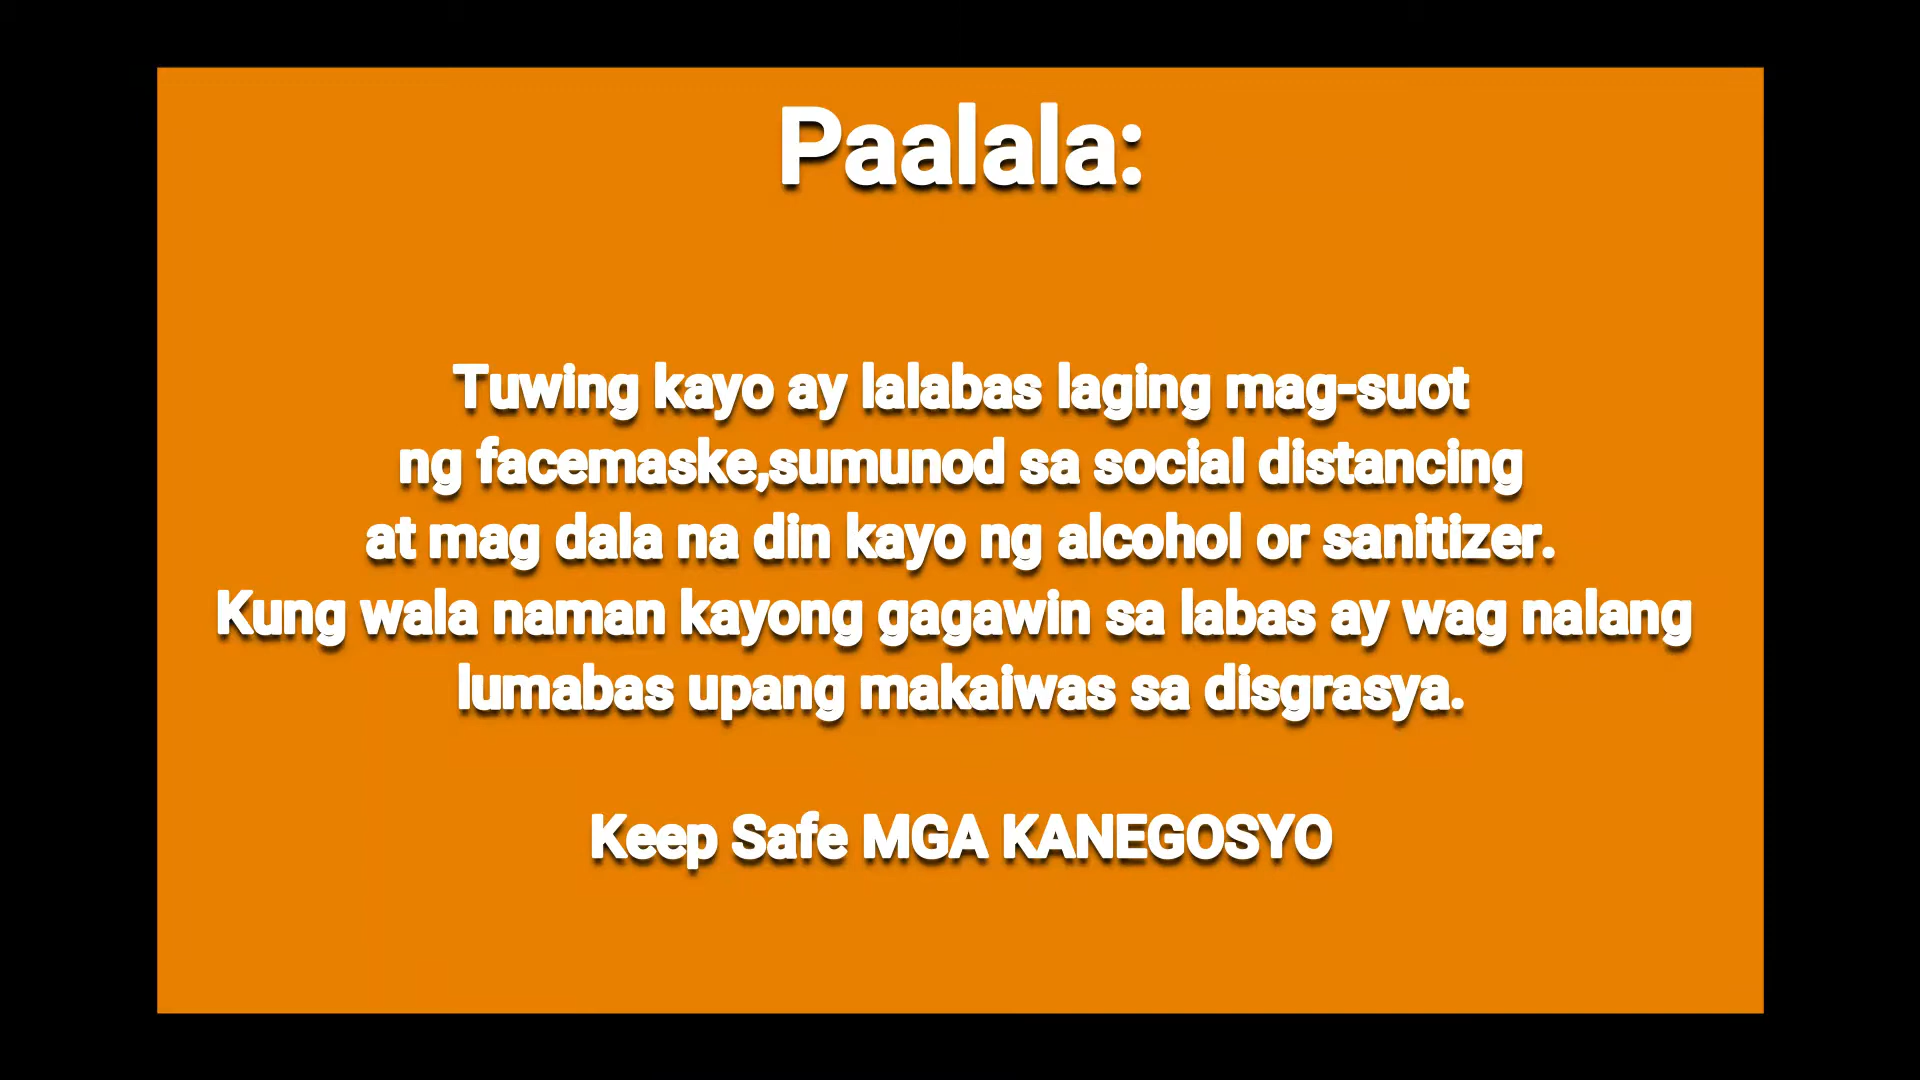 Paalala:
Tuwing kayo ay lalabas laging mag-suot
ng facemaske,sumunod sa social distancing
at mag dala na din kayo ng alcohol or sanitizer.
Kung wala naman kayong gagawin sa labas ay wag nalang
lumabas upang makaiwas sa disgrasya.
Keep Safe MGA KANEGOSYO